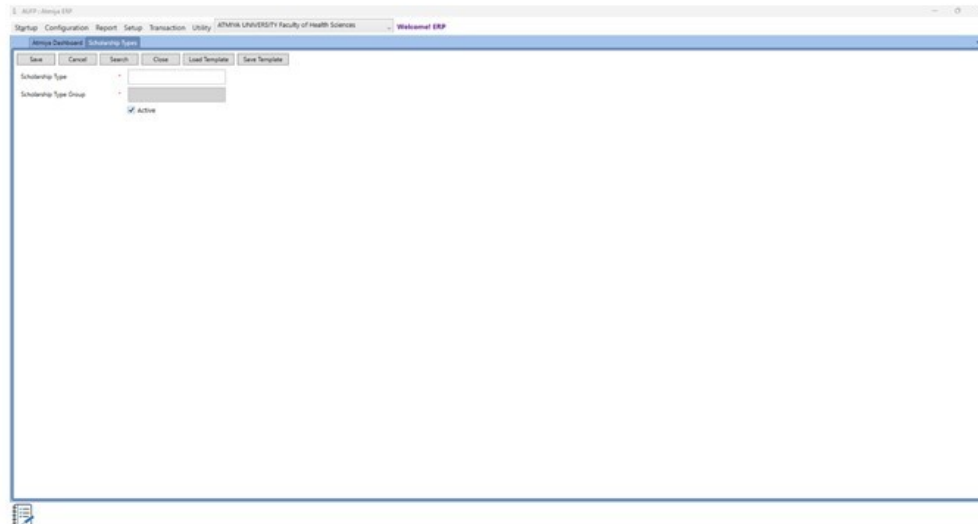 AUFP : Atmiya ERP
Startup Configuration Report Setup Transaction Utility ATMIYA UNIVERSITY Faculty of Health Sciences Welcome! ERP
Atmiya Dashboard Scholarship Types
Save Cancel Search Close Load Template Save Template
Scholarship Type *
Scholarship Type Group *
Active